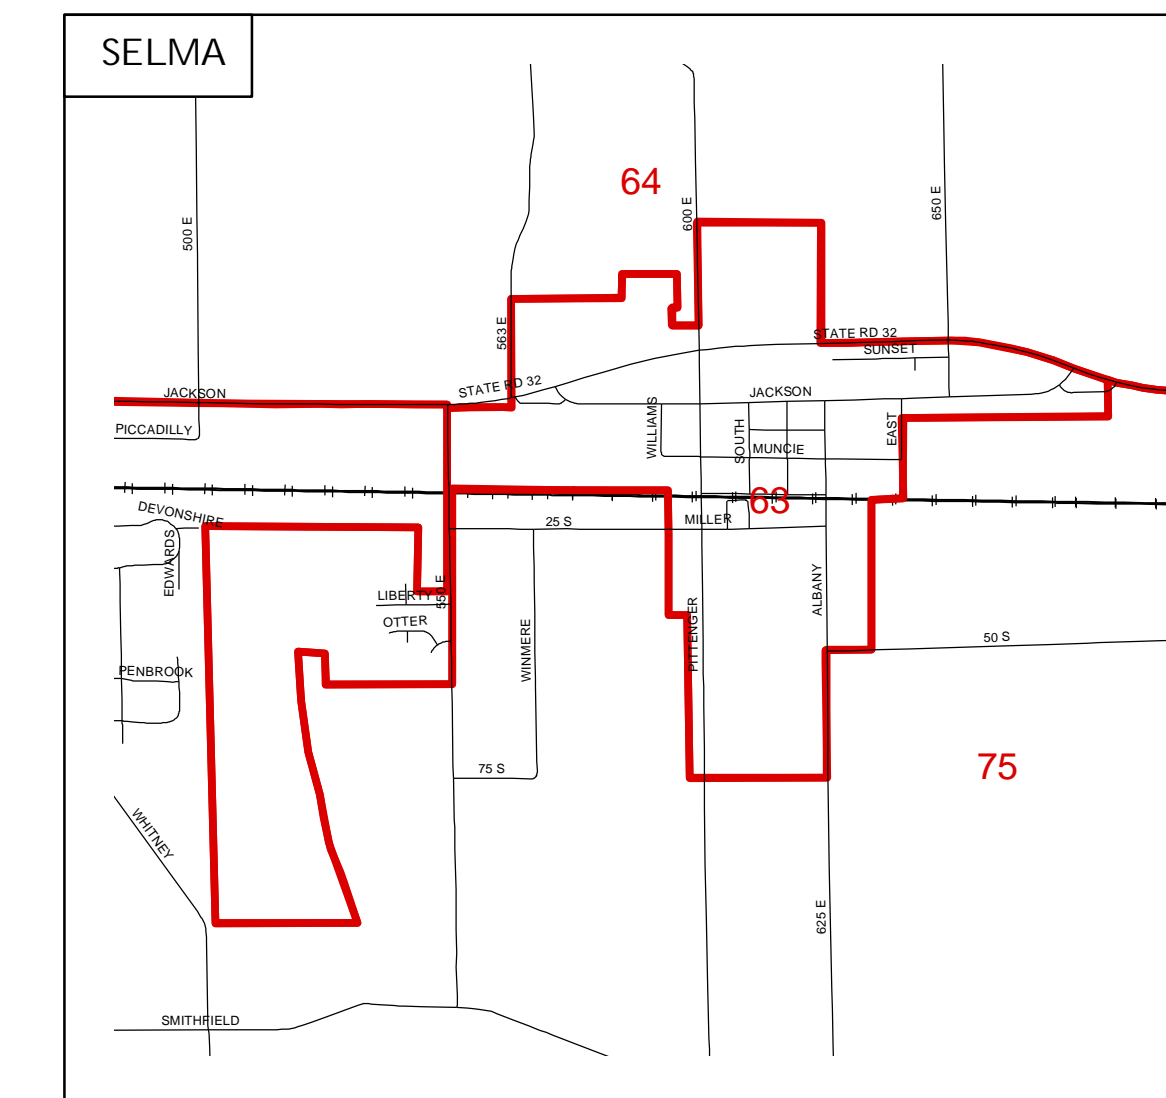 SELMA
64
600 E
650 E
500 E
563 E
STATE RD 32
SUNSET
STATE RD 32
JACKSON
JACKSON
PICCADILLY
WILLIAMS
SOUTH
EAST
MUNCIE
63
DEVONSHIRE
25 S
MILLER
EDWARDS
550 E
LIBERTY
ALBANY
OTTER
PITTENGER
WINMERE
50 S
PENBROOK
75 S
75
WHITNEY
625 E
SMITHFIELD